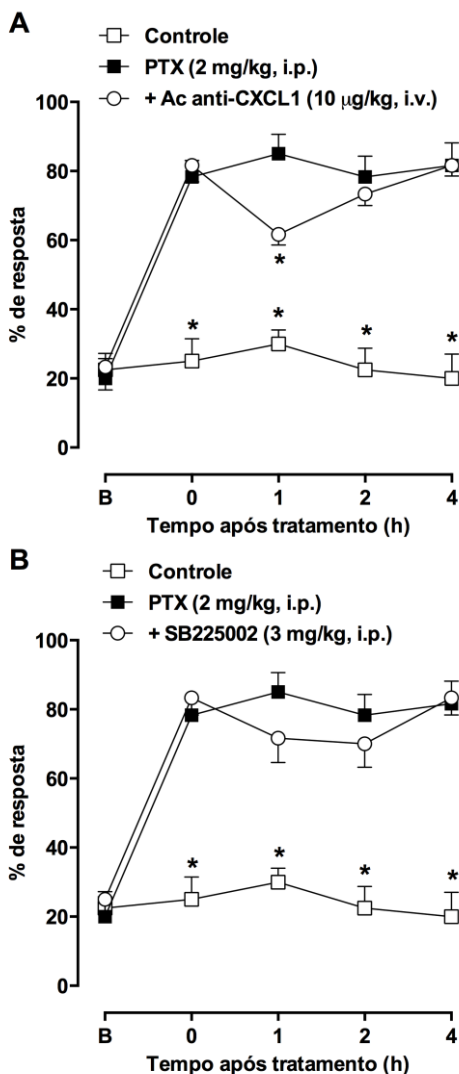 A
Controle
PTX (2 mg/kg, i.p.)
+ Ac anti-CXCL1 (10 µg/kg, i.v.)
% de resposta
100
80
60
40
20
0
*
*
*
*
*
B 0 1 2 4
Tempo após tratamento (h)
B
Controle
PTX (2 mg/kg, i.p.)
+ SB225002 (3 mg/kg, i.p.)
% de resposta
100
80
60
40
20
0
*
*
*
*
B 0 1 2 4
Tempo após tratamento (h)